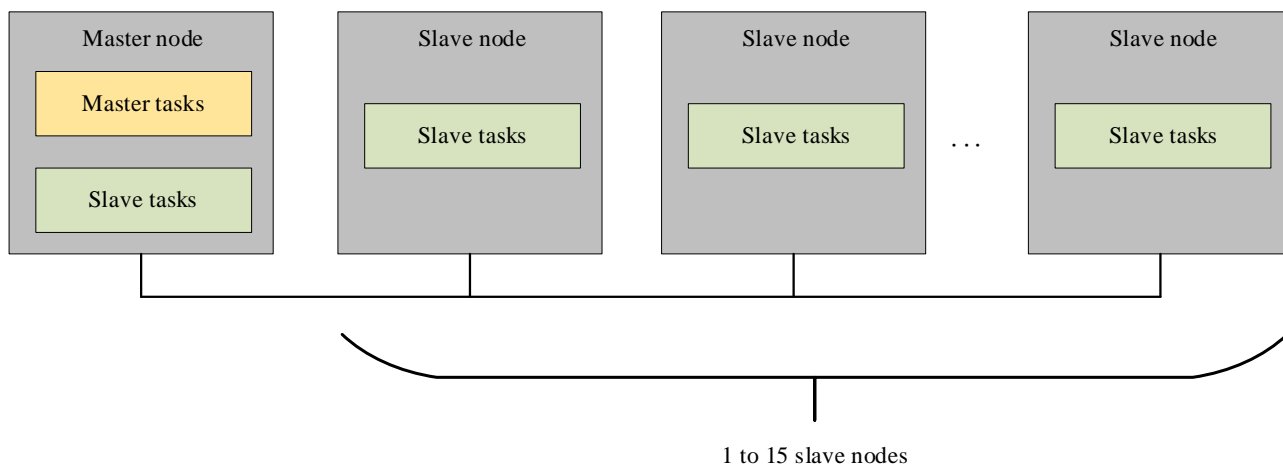 Master node
Master tasks
Slave tasks
Slave node
Slave tasks
Slave node
Slave tasks
. . .
Slave node
Slave tasks
1 to 15 slave nodes